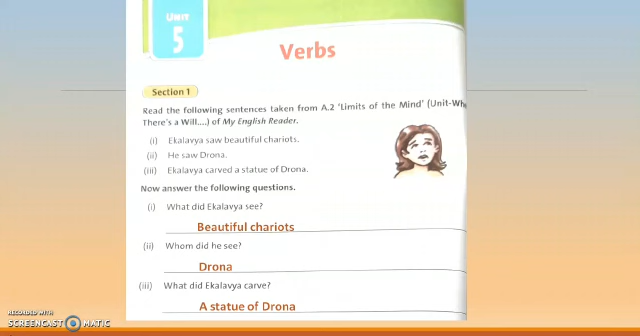 UNIT
5
Verbs
Section 1
Read the following sentences taken from A.2 'Limits of the Mind' (Unit-Whe
There's a Will....) of My English Reader.
(i) Ekalavya saw beautiful chariots.
(ii) He saw Drona.
(iii) Ekalavya carved a statue of Drona.
Now answer the following questions.
(i) What did Ekalavya see?
Beautiful chariots
(ii) Whom did he see?
Drona
(iii) What did Ekalavya carve?
A statue of Drona
RECORDED WITH
SCREENCAST MATIC